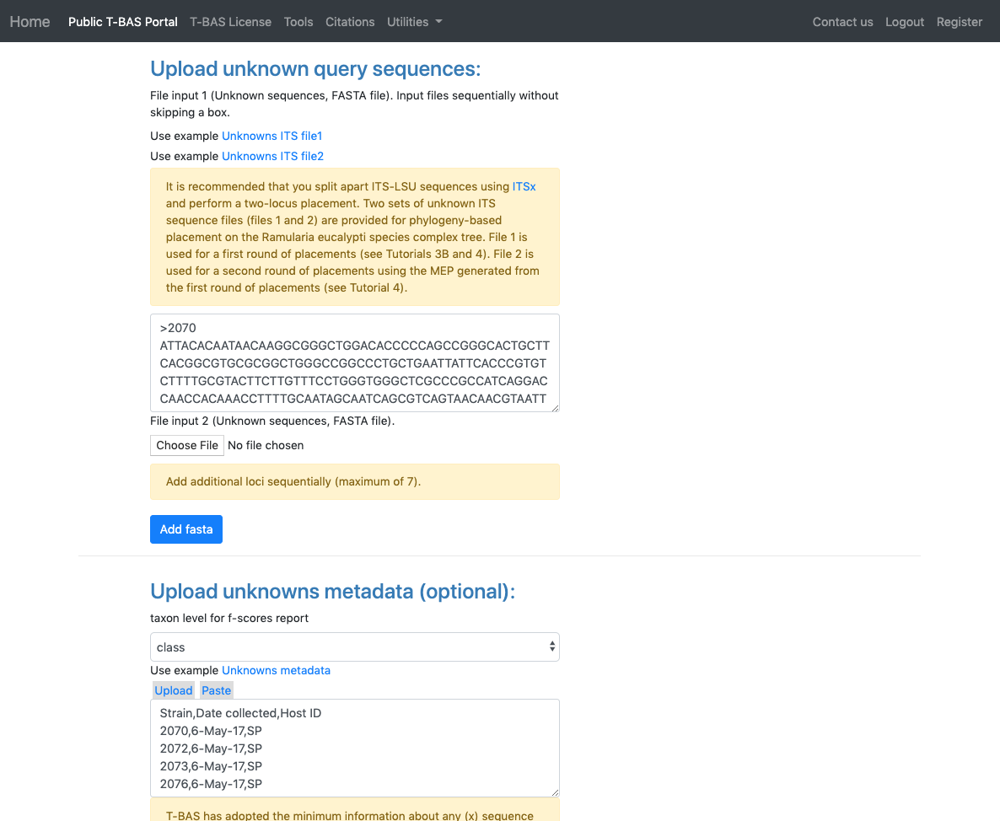 Home Public T-BAS Portal T-BAS License Tools Citations Utilities Contact us Logout Register
Upload unknown query sequences:
File input 1 (Unknown sequences, FASTA file). Input files sequentially without
skipping a box.
Use example Unknowns ITS file1
Use example Unknowns ITS file2
It is recommended that you split apart ITS-LSU sequences using ITSx
and perform a two-locus placement. Two sets of unknown ITS
sequence files (files 1 and 2) are provided for phylogeny-based
placement on the Ramularia eucalypti species complex tree. File 1 is
used for a first round of placements (see Tutorials 3B and 4). File 2 is
used for a second round of placements using the MEP generated from
the first round of placements (see Tutorial 4).
>2070
ATTACACAATAACAAGGCGGGCTGGACACCCCCAGCCGGGCACTGCTT
CACGGCGTGCGCGGCTGGGCCGGCCCTGCTGAATTATTCACCCGTGT
CTTTTGCGTACTTCTTGTTTCCTGGGTGGGCTCGCCCGCCATCAGGAC
CAACCACAAACCTTTTGCAATAGCAATCAGCGTCAGTAACAACGTAATT
File input 2 (Unknown sequences, FASTA file).
Choose File No file chosen
Add additional loci sequentially (maximum of 7).
Add fasta
Upload unknowns metadata (optional):
taxon level for f-scores report
class
Use example Unknowns metadata
Upload Paste
Strain,Date collected,Host ID
2070,6-May-17,SP
2072,6-May-17,SP
2073,6-May-17,SP
2076,6-May-17,SP
T-BAS has adopted the minimum information about any (x) sequence